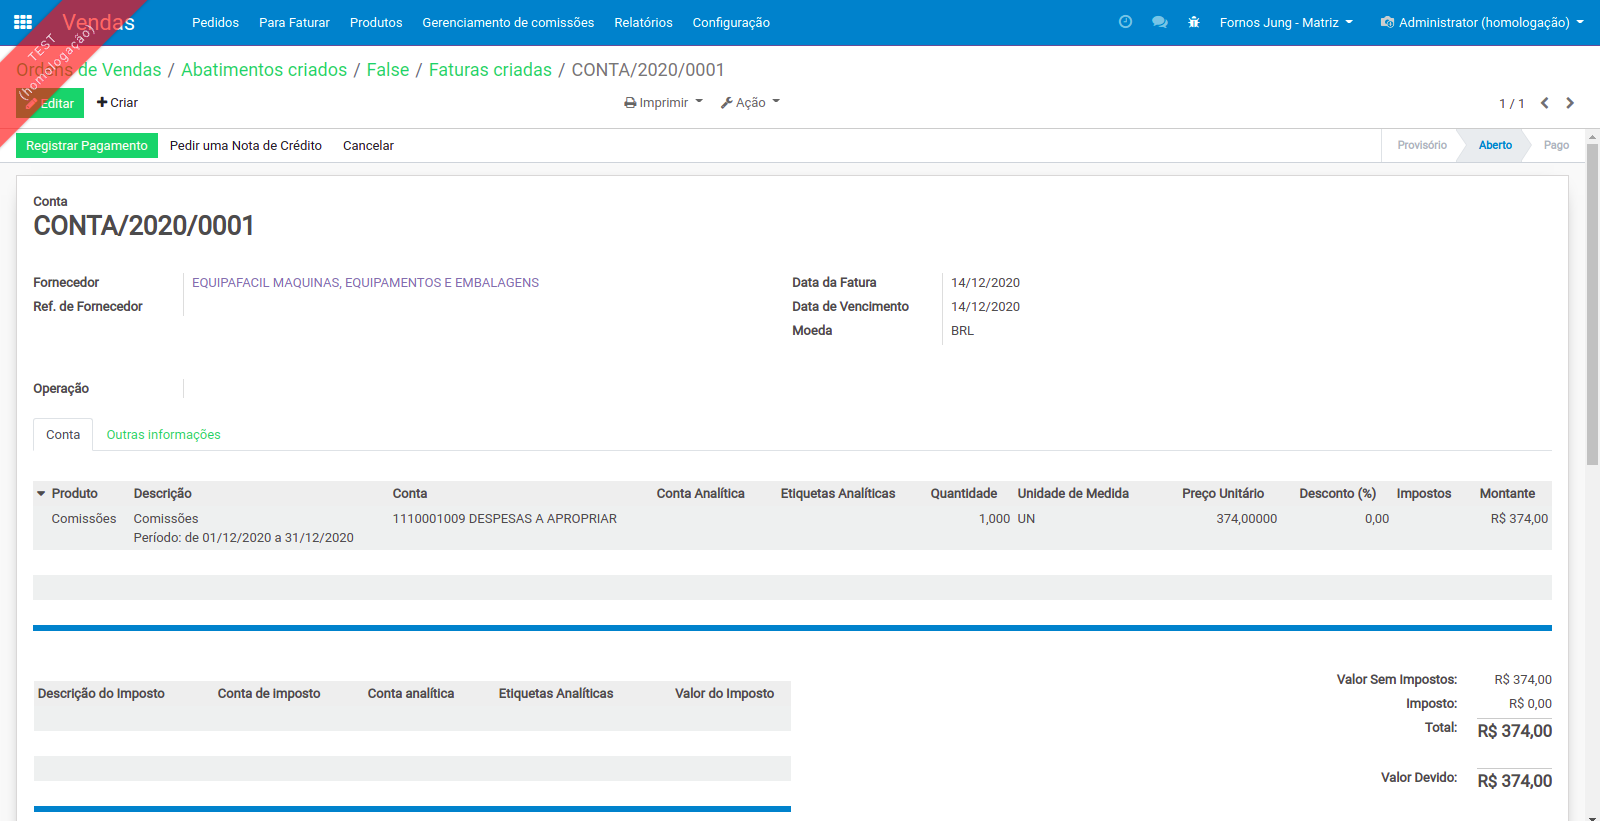 Vendas Pedidos Para Faturar Produtos Gerenciamento de comissões Relatórios Configuração Fornos Jung - Matriz Administrator (homologação)
TEST
(homologação)
Ordens de Vendas / Abatimentos criados / False / Faturas criadas / CONTA/2020/0001
Editar Criar Imprimir Ação 1 / 1
Registrar Pagamento Pedir uma Nota de Crédito Cancelar Provisório Aberto Pago
Conta
CONTA/2020/0001
Fornecedor EQUIPAFACIL MAQUINAS, EQUIPAMENTOS E EMBALAGENS Data da Fatura 14/12/2020
Ref. de Fornecedor Data de Vencimento 14/12/2020
Moeda BRL
Operação
Conta Outras informações
Produto Descrição Conta Conta Analítica Etiquetas Analíticas Quantidade Unidade de Medida Preço Unitário Desconto (%) Impostos Montante
Comissões Comissões 1110001009 DESPESAS A APROPRIAR 1,000 UN 374,00000 0,00 R$ 374,00
Período: de 01/12/2020 a 31/12/2020
Descrição do Imposto Conta de imposto Conta analítica Etiquetas Analíticas Valor do Imposto
Valor Sem Impostos: R$ 374,00
Imposto: R$ 0,00
Total: R$ 374,00
Valor Devido: R$ 374,00